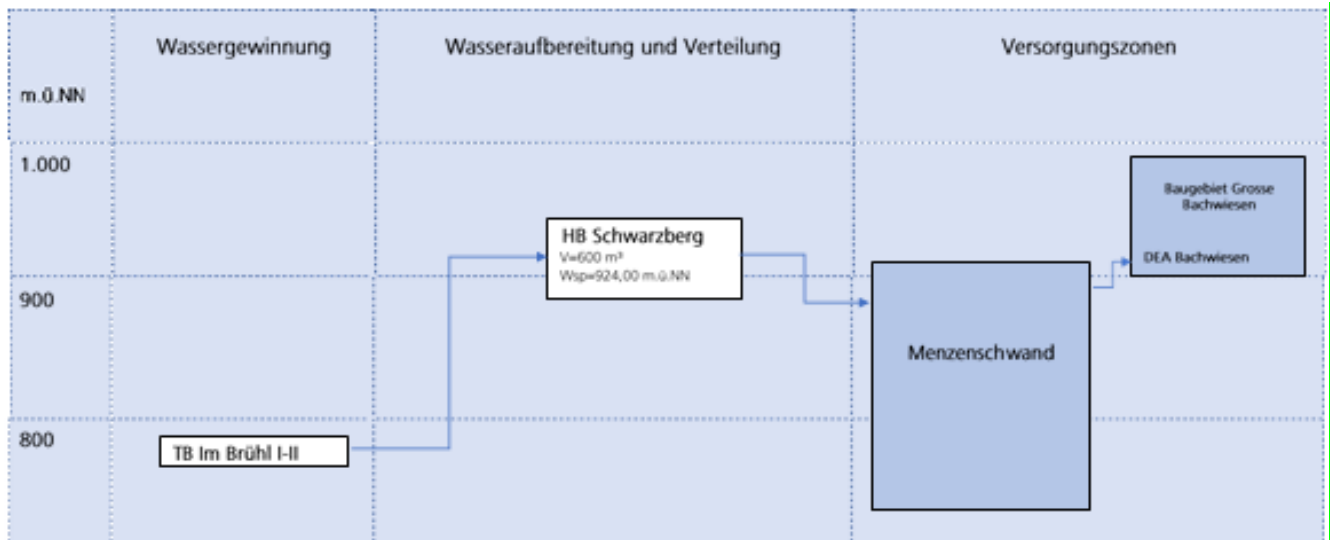 Wassergewinnung
Wasseraufbereitung und Verteilung
Versorgungszonen
m.ü.NN
1.000
Baugebiet Grosse
Bachwiesen
HB Schwarzberg
V=600 m³
Wsp=924,00 m.ü.NN
DEA Bachwiesen
900
Menzenschwand
800
TB Im Brühl I-II